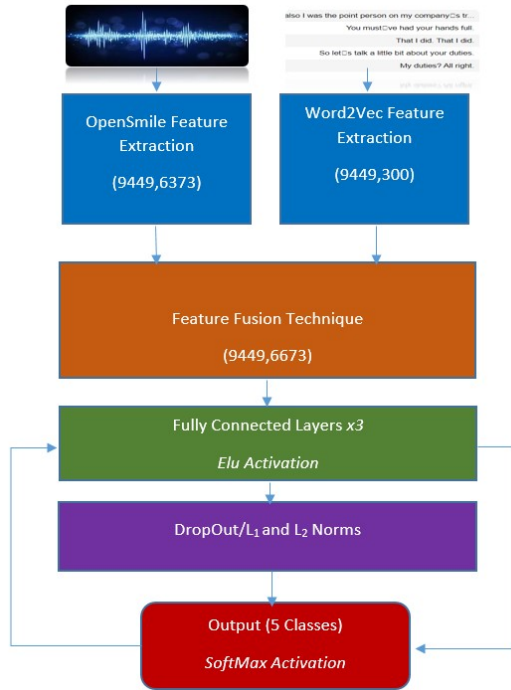 also I was the point person on my company□s tr...
You must□ve had your hands full.
That I did. That I did.
So let□s talk a little bit about your duties.
My duties? All right.
OpenSmile Feature
Extraction
(9449,6373)
Word2Vec Feature
Extraction
(9449,300)
Feature Fusion Technique
(9449,6673)
Fully Connected Layers x3
Elu Activation
DropOut/L₁ and L₂ Norms
Output (5 Classes)
SoftMax Activation